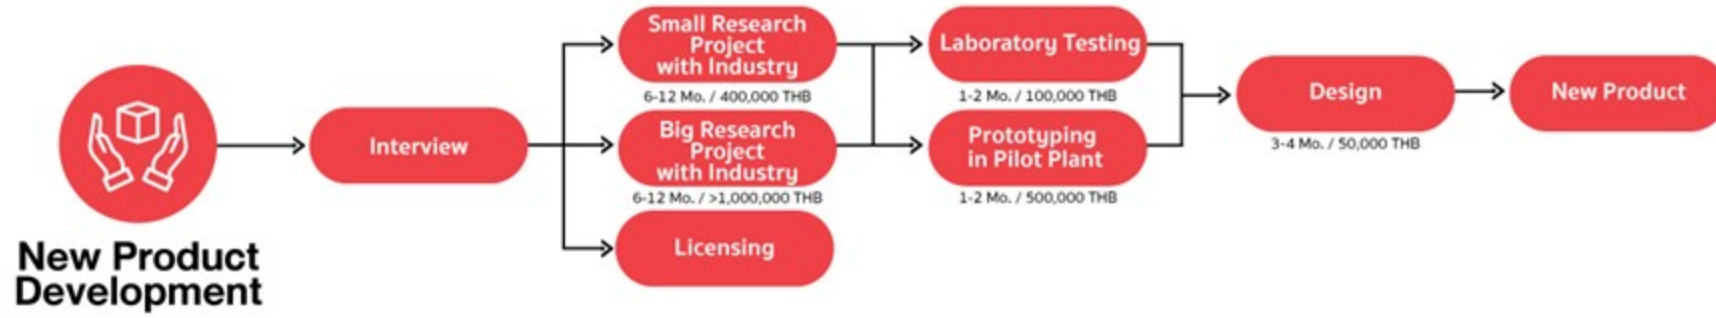 New Product
Development
Interview
Small Research
Project
with Industry
6-12 Mo. / 400,000 THB
Big Research
Project
with Industry
6-12 Mo. / >1,000,000 THB
Licensing
Laboratory Testing
1-2 Mo. / 100,000 THB
Prototyping
in Pilot Plant
1-2 Mo. / 500,000 THB
Design
3-4 Mo. / 50,000 THB
New Product